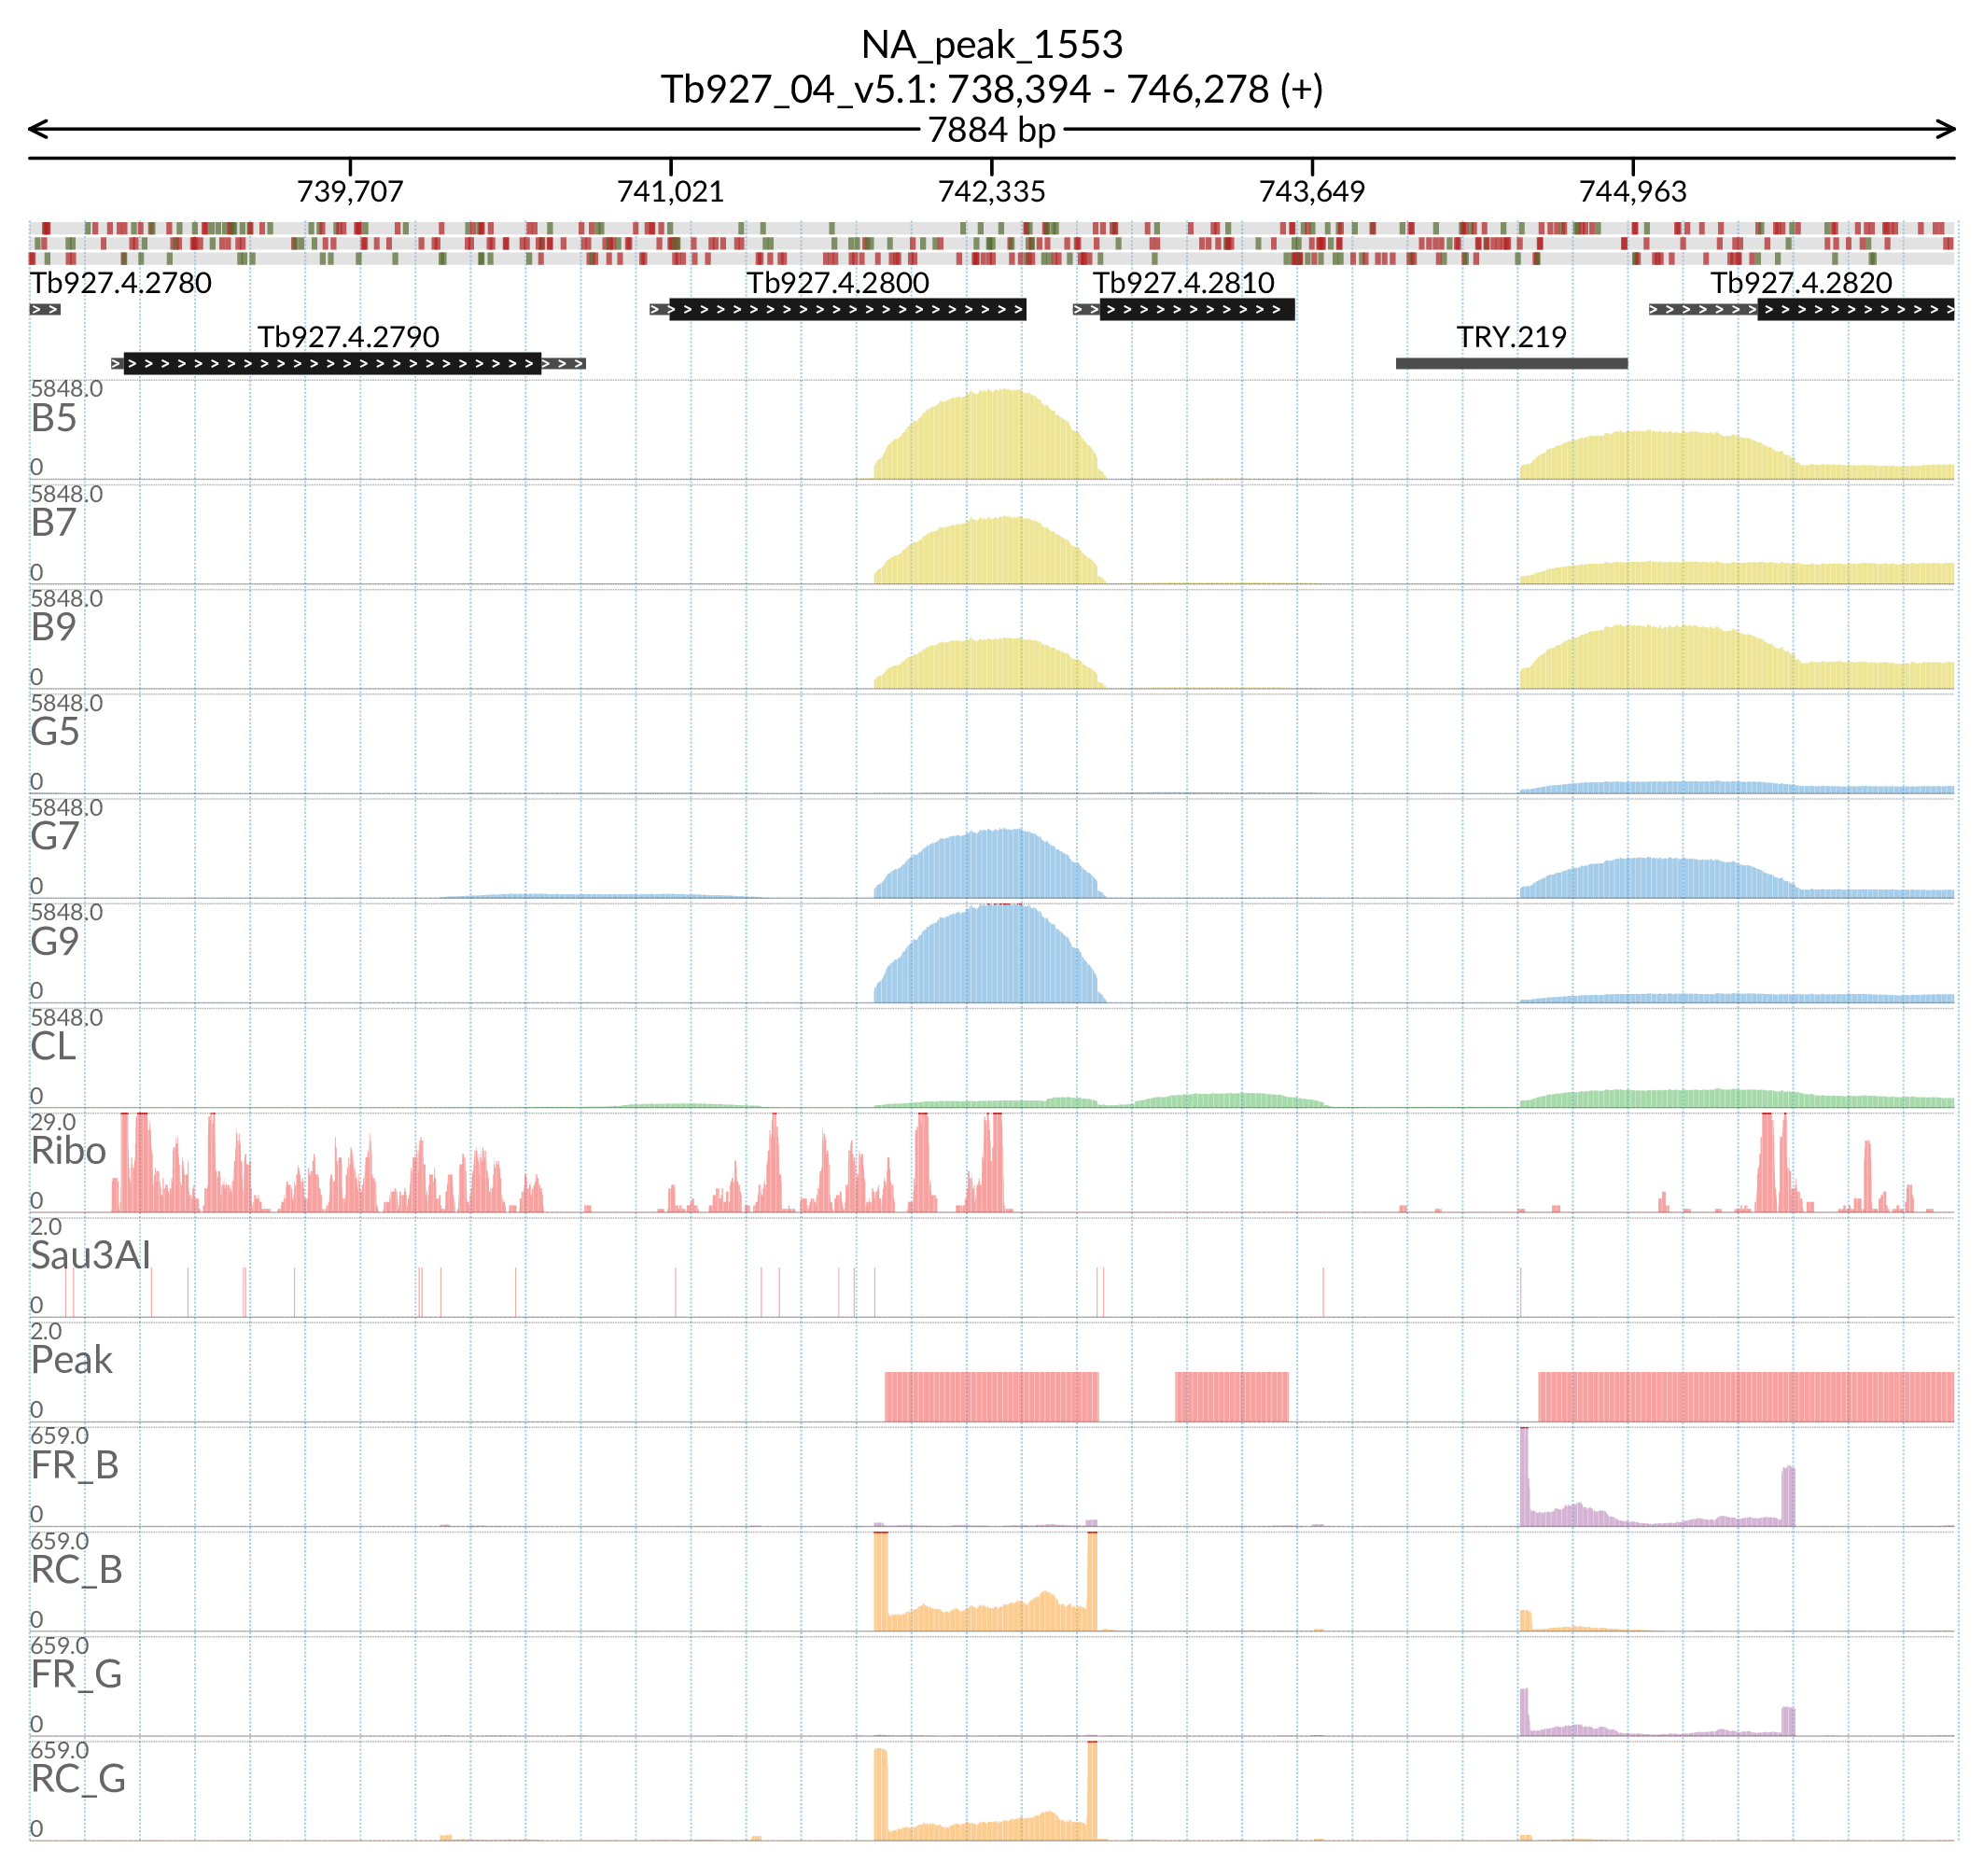 NA_peak_1553
Tb927_04_v5.1: 738,394 - 746,278 (+)
7884 bp
739,707 741,021 742,335 743,649 744,963
Tb927.4.2780 Tb927.4.2800 Tb927.4.2810 Tb927.4.2820
Tb927.4.2790 TRY.219
5848.0
B5
0
5848.0
B7
0
5848.0
B9
0
5848.0
G5
0
5848.0
G7
0
5848.0
G9
0
5848.0
CL
0
29.0
Ribo
0
2.0
Sau3AI
0
2.0
Peak
0
659.0
FR_B
0
659.0
RC_B
0
659.0
FR_G
0
659.0
RC_G
0